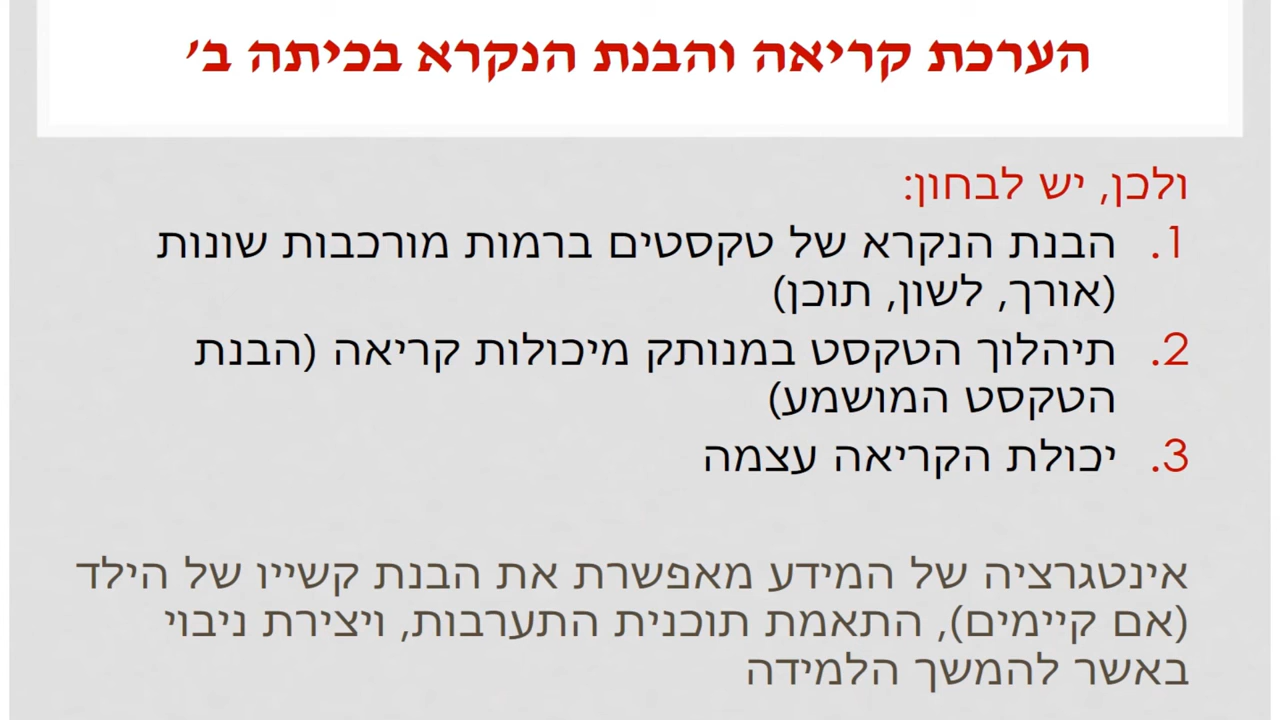 הערכת קריאה והבנת הנקרא בכיתה ב׳
ולכן, יש לבחון:
1. הבנת הנקרא של טקסטים ברמות מורכבות שונות
(אורך, לשון, תוכן)
2. תיהלוך הטקסט במנותק מיכולות קריאה (הבנת
הטקסט המושמע)
3. יכולת הקריאה עצמה
אינטגרציה של המידע מאפשרת את הבנת קשייו של הילד
(אם קיימים), התאמת תוכנית התערבות, ויצירת ניבוי
באשר להמשך הלמידה